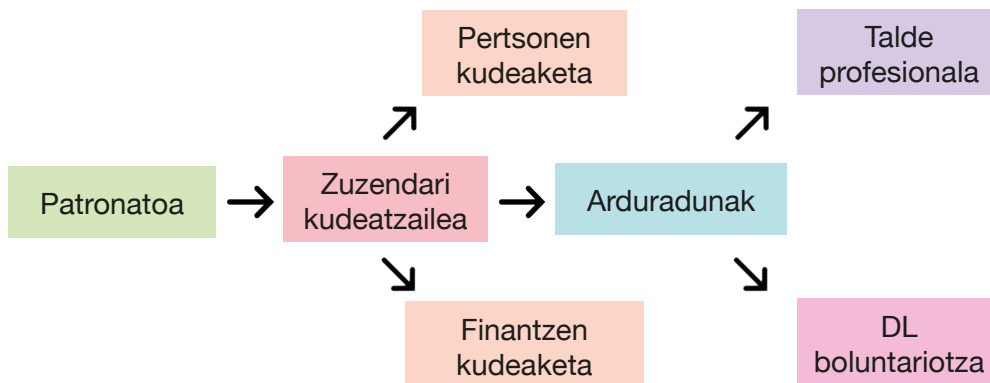 Pertsonen
kudeaketa
Talde
profesionala
Patronatoa
Zuzendari
kudeatzailea
Arduradunak
Finantzen
kudeaketa
DL
boluntariotza